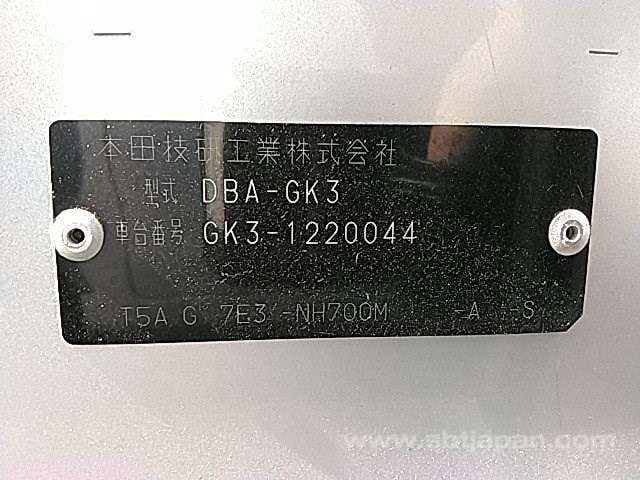 本田技研工業株式会社
型式 DBA-GK3
車台番号 GK3-1220044
T5A G 7E3 -NH700M -A -S
www.sbtjapan.com